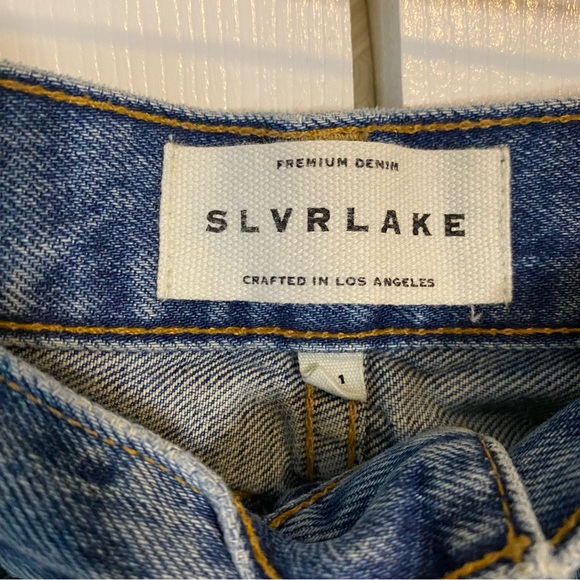 PREMIUM DENIM
SLVRLAKE
CRAFTED IN LOS ANGELES
1